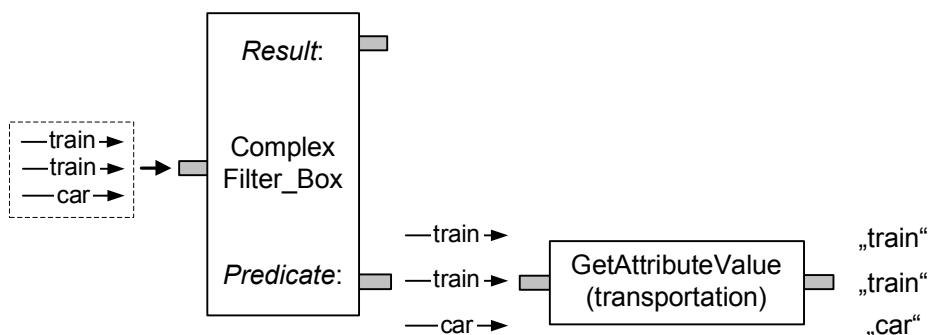 Result:
train
train
car
Complex
Filter_Box
Predicate:
train
train
car
GetAttributeValue
(transportation)
„train“
„train“
„car“